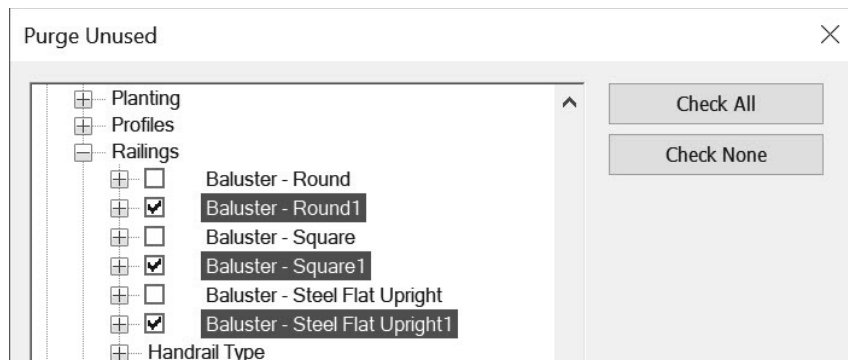 Purge Unused
Planting
Profiles
Railings
Baluster - Round
Baluster - Round1
Baluster - Square
Baluster - Square1
Baluster - Steel Flat Upright
Baluster - Steel Flat Upright1
Handrail Type
Check All
Check None